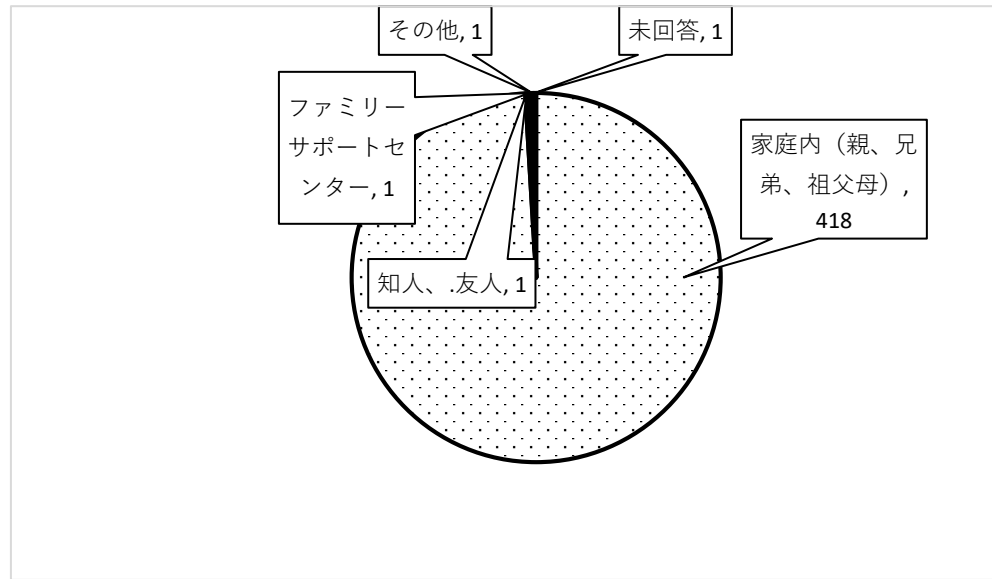 その他, 1
未回答, 1
ファミリー
サポートセ
ンター, 1
家庭内（親、兄
弟、祖父母）,
418
知人、.友人, 1